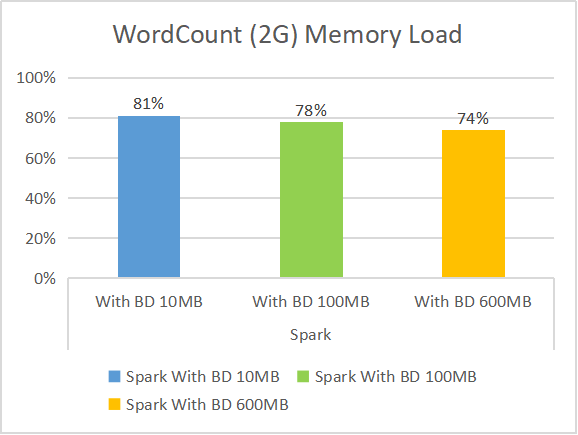 WordCount (2G) Memory Load
100%
80%
60%
40%
20%
0%
81%
78%
74%
With BD 10MB
With BD 100MB
With BD 600MB
Spark
Spark With BD 10MB
Spark With BD 100MB
Spark With BD 600MB